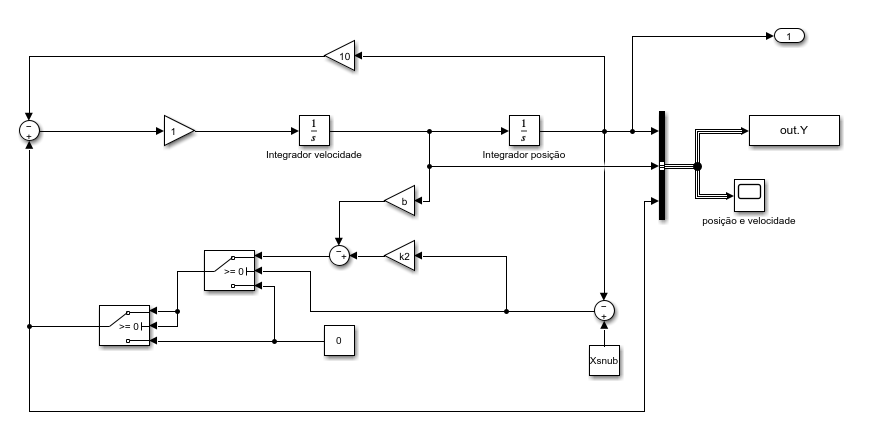 1
10
1
1
s
1
s
out.Y
Integrador velocidade
Integrador posição
b
posição e velocidade
k2
>= 0
>= 0
0
Xsnub